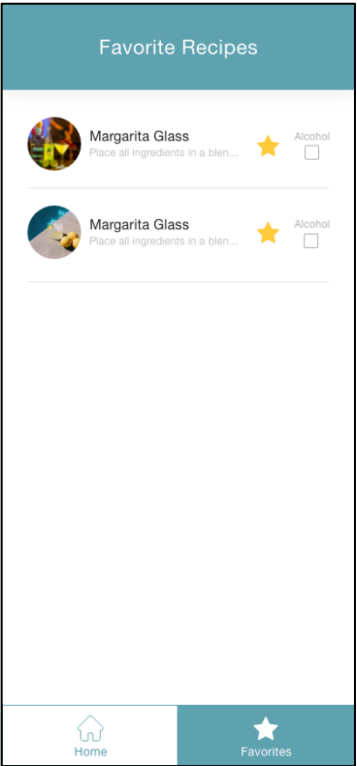 Favorite Recipes
Margarita Glass
Place all ingredients in a blen...
Alcohol
Margarita Glass
Place all ingredients in a blen...
Alcohol
Home
Favorites